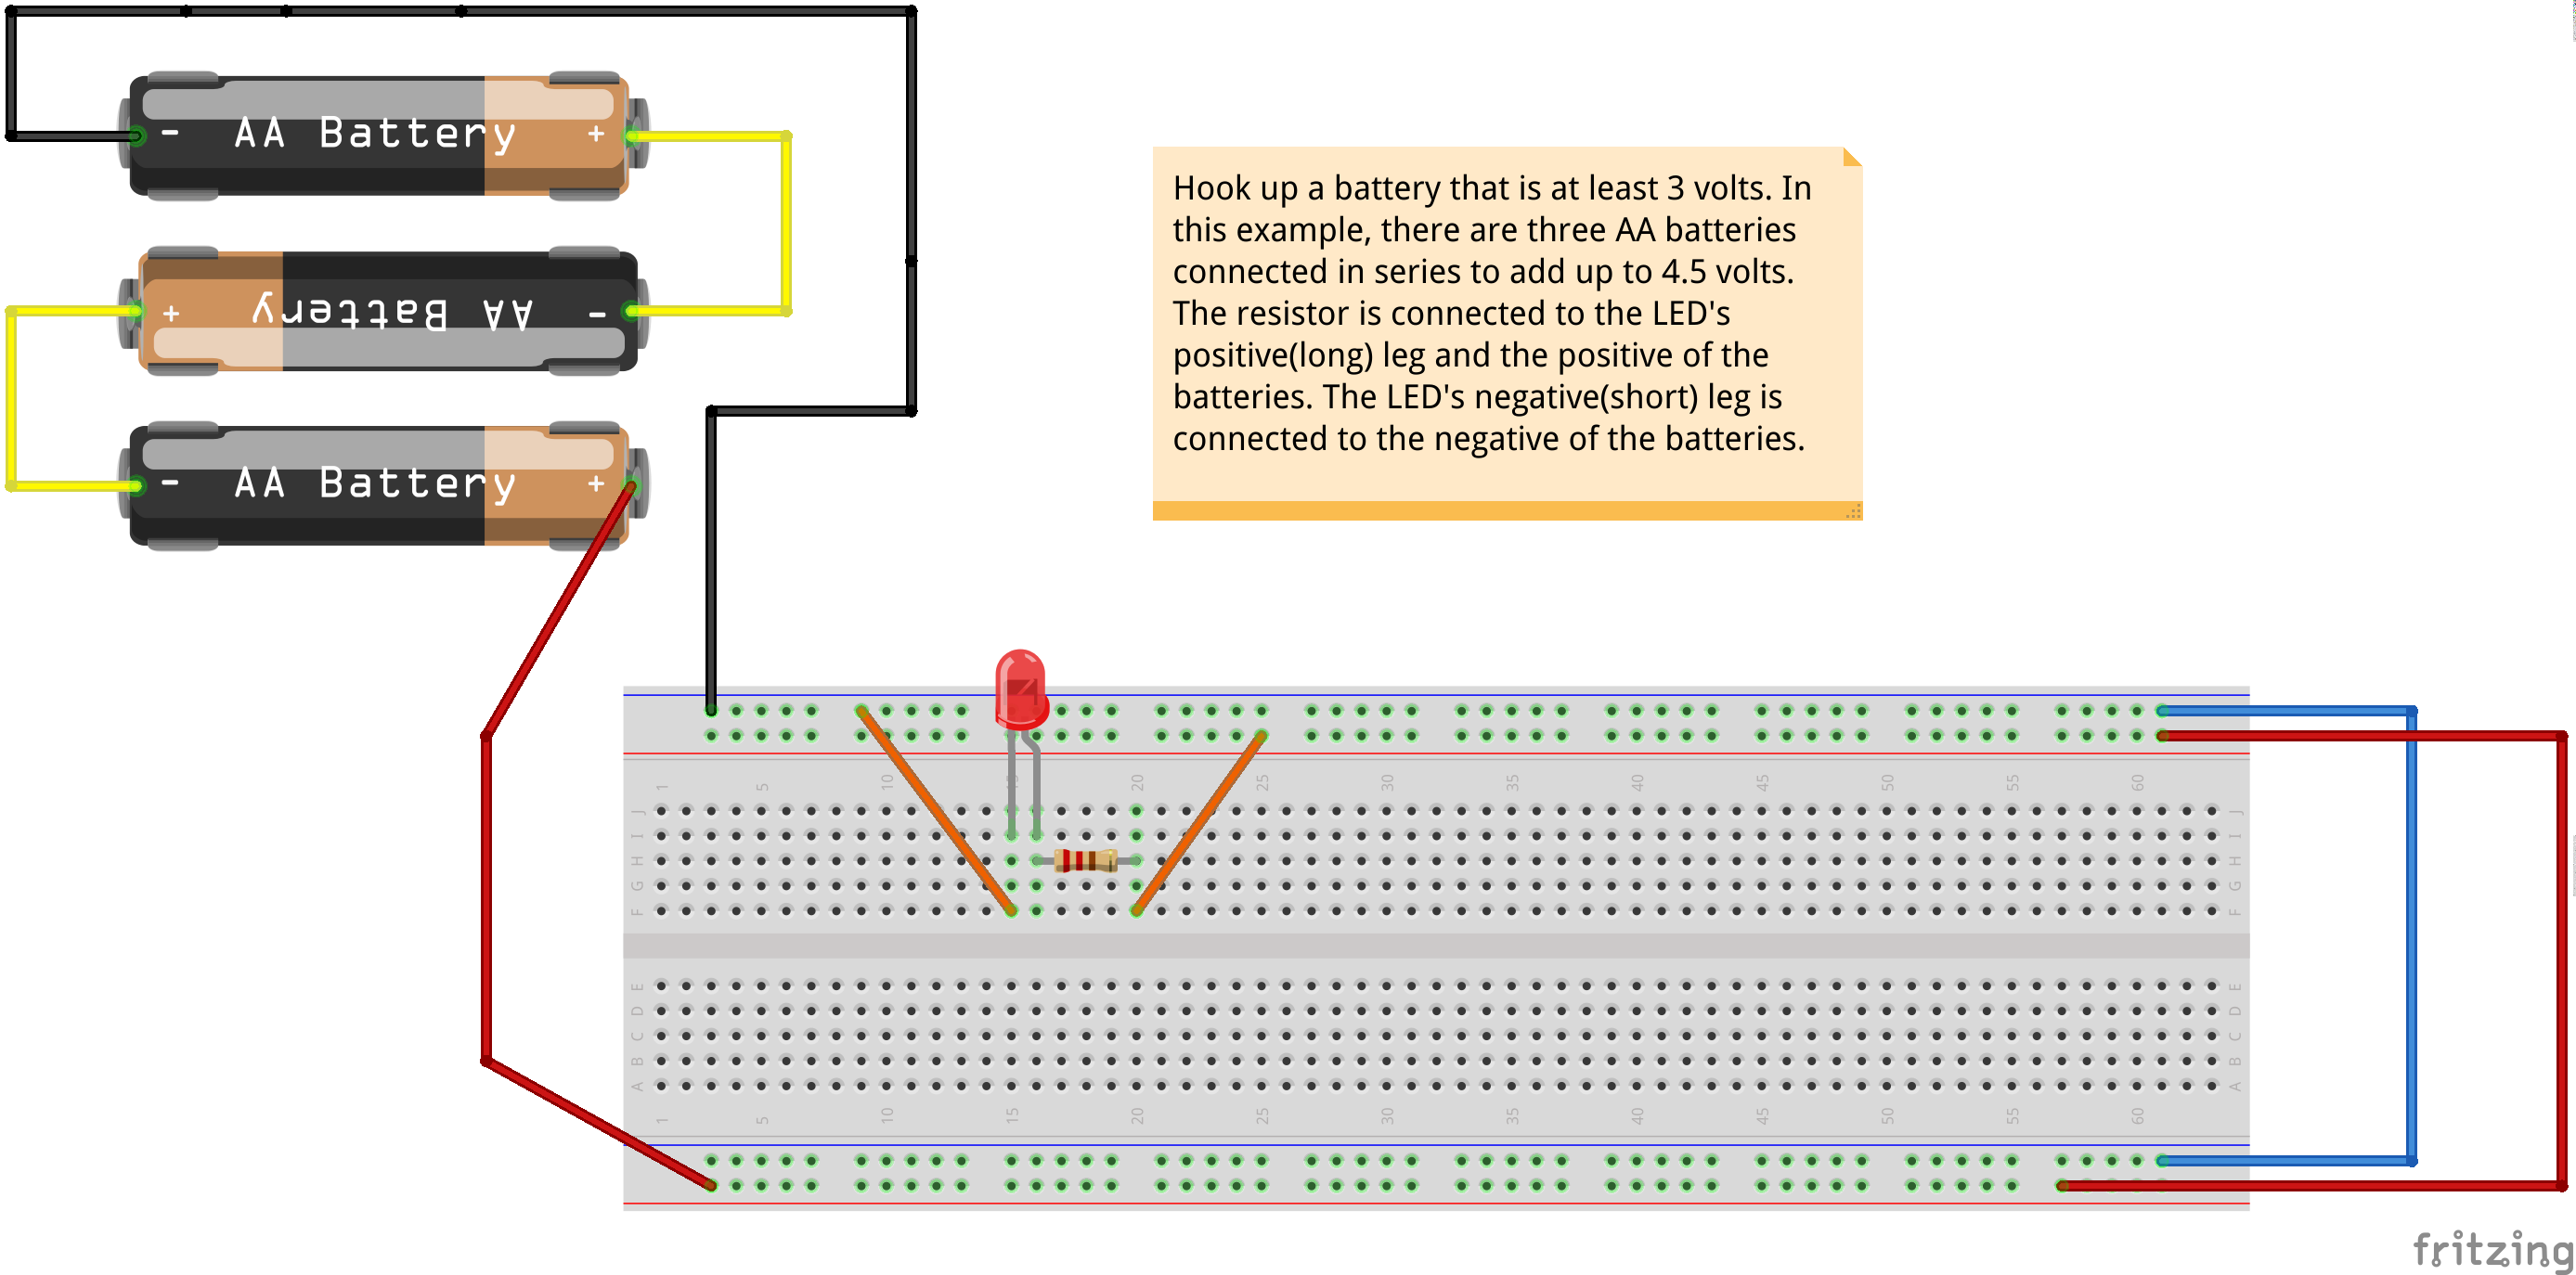 - AA Battery +
+ AA Battery -
- AA Battery +
Hook up a battery that is at least 3 volts. In
this example, there are three AA batteries
connected in series to add up to 4.5 volts.
The resistor is connected to the LED's
positive(long) leg and the positive of the
batteries. The LED's negative(short) leg is
connected to the negative of the batteries.
1 5 10 15 20 25 30 35 40 45 50 55 60
J J
I I
H H
G G
F F
E E
D D
C C
B B
A A
1 5 10 15 20 25 30 35 40 45 50 55 60
fritzing